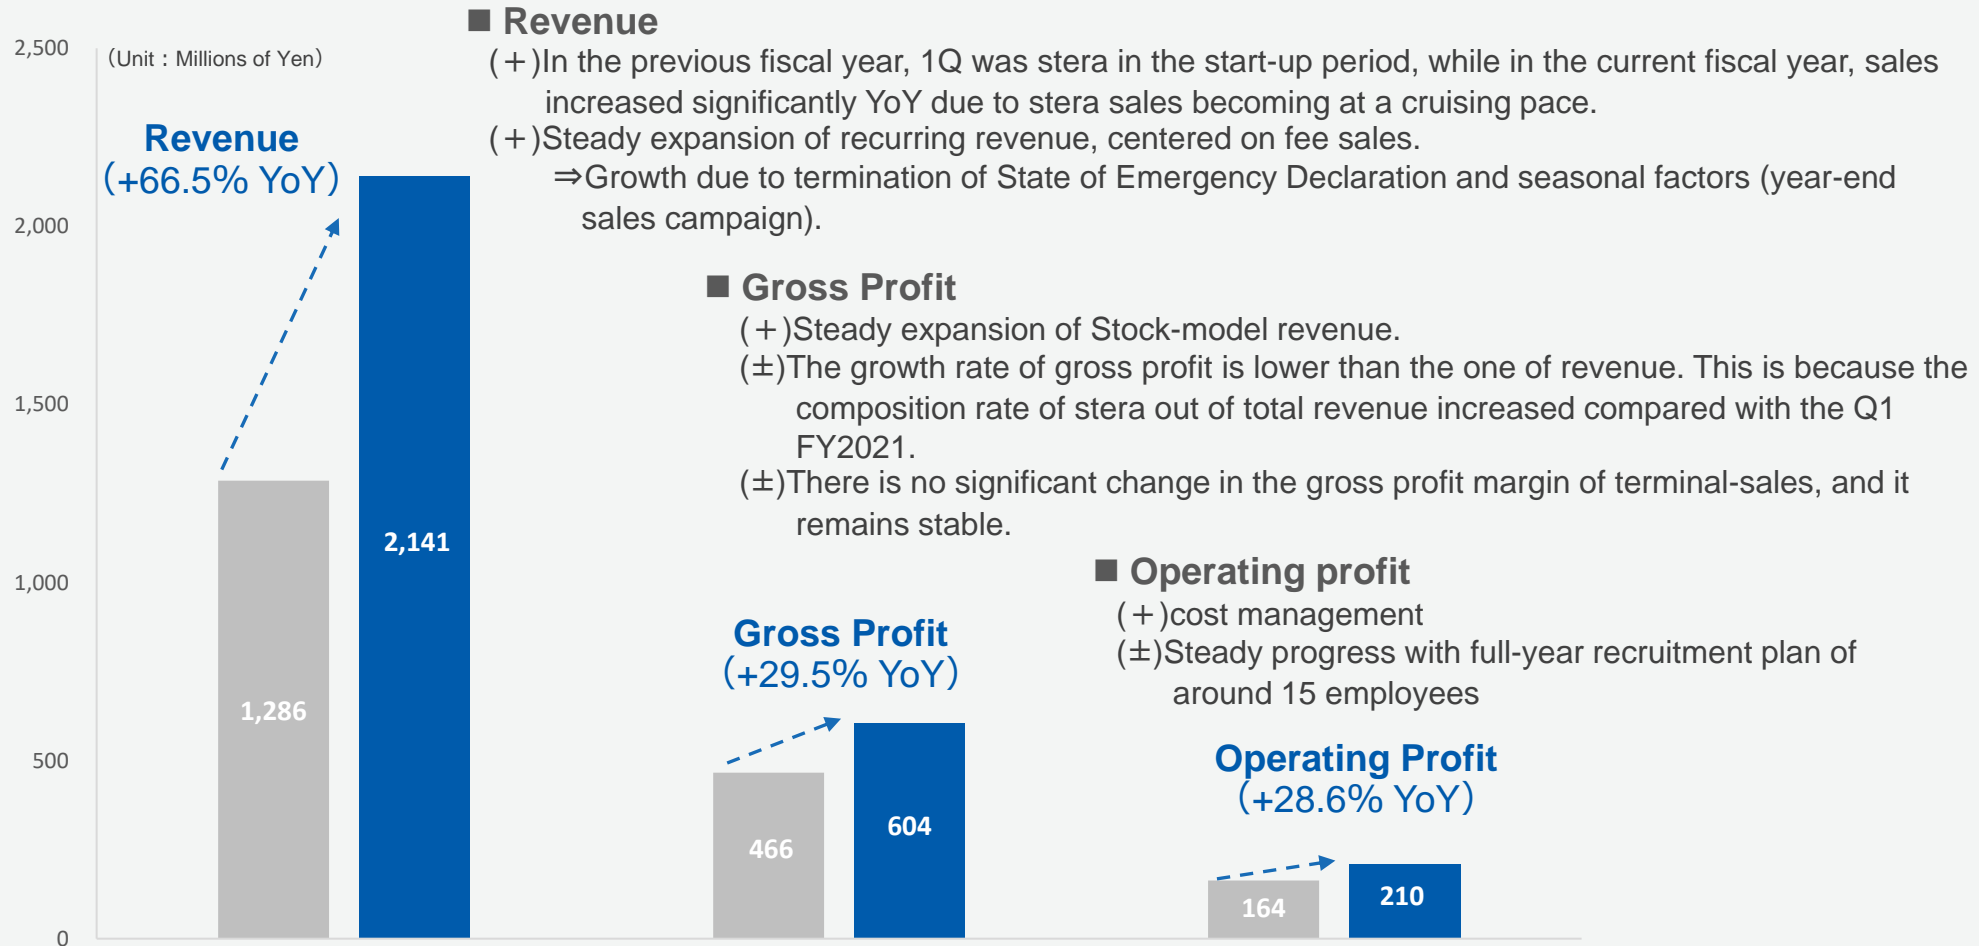 ■ Revenue
(＋)In the previous fiscal year, 1Q was stera in the start-up period, while in the current fiscal year, sales
increased significantly YoY due to stera sales becoming at a cruising pace.
(＋)Steady expansion of recurring revenue, centered on fee sales.
⇒Growth due to termination of State of Emergency Declaration and seasonal factors (year-end
sales campaign).
■ Gross Profit
(＋)Steady expansion of Stock-model revenue.
(±)The growth rate of gross profit is lower than the one of revenue. This is because the
composition rate of stera out of total revenue increased compared with the Q1
FY2021.
(±)There is no significant change in the gross profit margin of terminal-sales, and it
remains stable.
■ Operating profit
(＋)cost management
(±)Steady progress with full-year recruitment plan of
around 15 employees
（Unit：Millions of Yen）
2,500
2,000
1,500
1,000
500
0
Revenue
（+66.5% YoY）
1,286
2,141
Gross Profit
（+29.5% YoY）
466
604
Operating Profit
（+28.6% YoY）
164
210